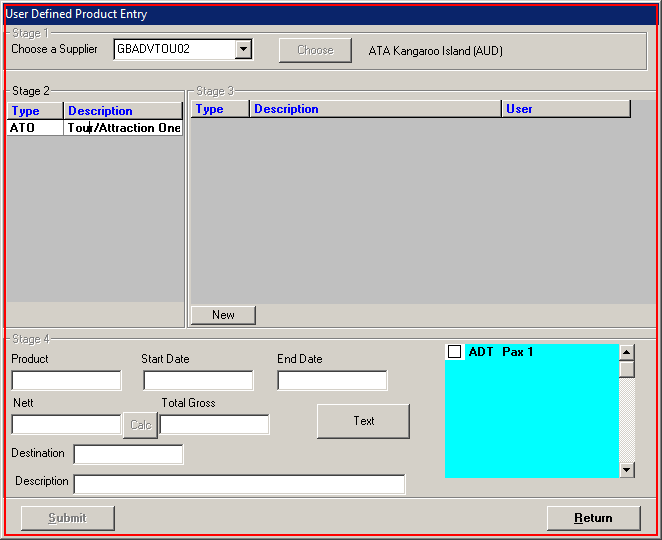 User Defined Product Entry
Stage 1
Choose a Supplier GBADVTOU02 Choose ATA Kangaroo Island (AUD)
Stage 2 Stage 3
Type Description Type Description User
ATO Tour/Attraction One
New
Stage 4
ADT Pax 1
Product Start Date End Date
Nett Total Gross
Calc Text
Destination
Description
Submit Return